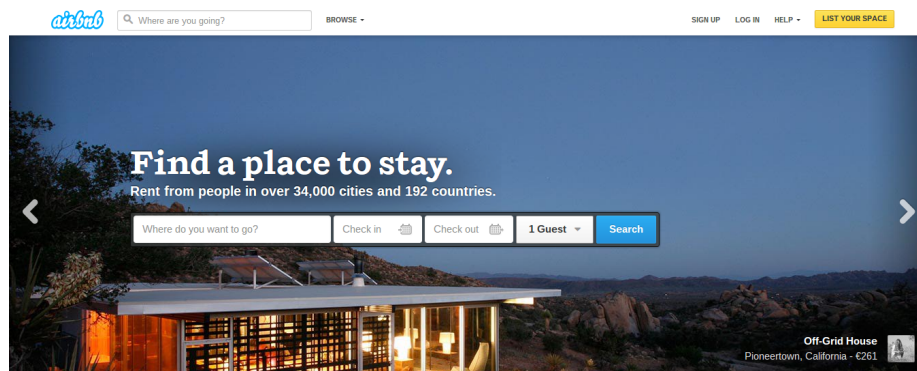 airbnb
Where are you going?
BROWSE
SIGN UP
LOG IN
HELP
LIST YOUR SPACE
Find a place to stay.
Rent from people in over 34,000 cities and 192 countries.
Where do you want to go?
Check in
Check out
1 Guest
Search
Off-Grid House
Pioneertown, California - €261